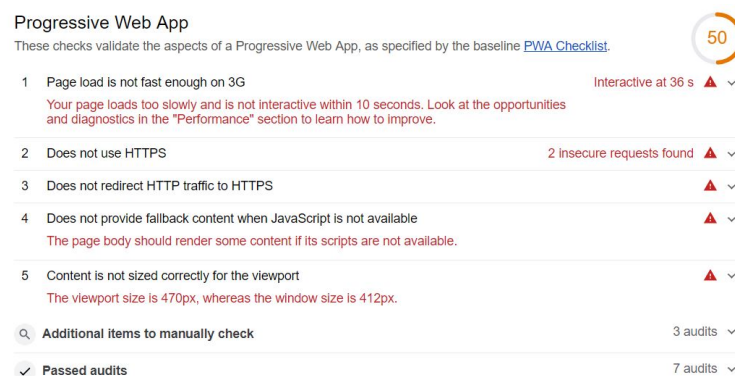 Progressive Web App
50
These checks validate the aspects of a Progressive Web App, as specified by the baseline PWA Checklist.
1 Page load is not fast enough on 3G Interactive at 36 s
Your page loads too slowly and is not interactive within 10 seconds. Look at the opportunities
and diagnostics in the "Performance" section to learn how to improve.
2 Does not use HTTPS 2 insecure requests found
3 Does not redirect HTTP traffic to HTTPS
4 Does not provide fallback content when JavaScript is not available
The page body should render some content if its scripts are not available.
5 Content is not sized correctly for the viewport
The viewport size is 470px, whereas the window size is 412px.
Additional items to manually check 3 audits
Passed audits 7 audits